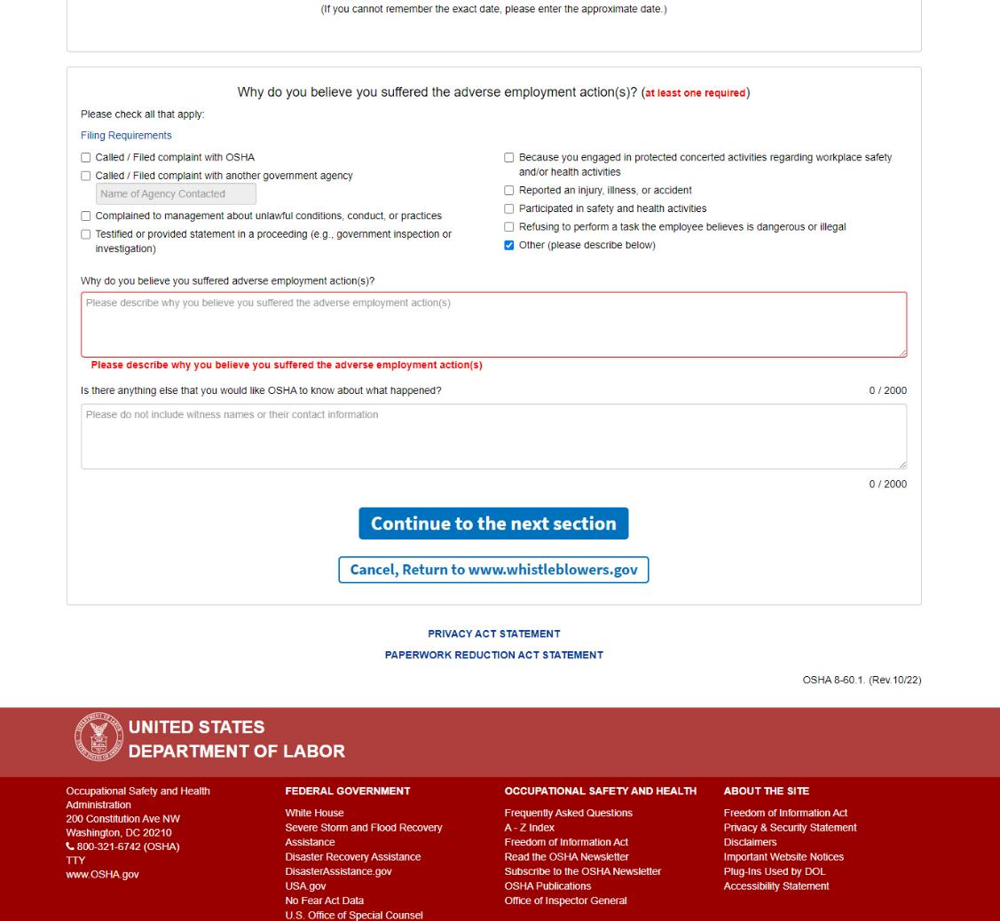 (If you cannot remember the exact date, please enter the approximate date.)
Why do you believe you suffered the adverse employment action(s)? (at least one required)
Please check all that apply:
Filing Requirements
Called / Filed complaint with OSHA
Called / Filed complaint with another government agency
Name of Agency Contacted
Complained to management about unlawful conditions, conduct, or practices
Testified or provided statement in a proceeding (e.g., government inspection or
investigation)
Because you engaged in protected concerted activities regarding workplace safety
and/or health activities
Reported an injury, illness, or accident
Participated in safety and health activities
Refusing to perform a task the employee believes is dangerous or illegal
Other (please describe below)
Why do you believe you suffered adverse employment action(s)?
Please describe why you believe you suffered the adverse employment action(s)
Please describe why you believe you suffered the adverse employment action(s)
Is there anything else that you would like OSHA to know about what happened?
0 / 2000
Please do not include witness names or their contact information
0 / 2000
Continue to the next section
Cancel, Return to www.whistleblowers.gov
PRIVACY ACT STATEMENT
PAPERWORK REDUCTION ACT STATEMENT
OSHA 8-60.1. (Rev.10/22)
UNITED STATES
DEPARTMENT OF LABOR
Occupational Safety and Health
Administration
200 Constitution Ave NW
Washington, DC 20210
800-321-6742 (OSHA)
TTY
www.OSHA.gov
FEDERAL GOVERNMENT
White House
Severe Storm and Flood Recovery
Assistance
Disaster Recovery Assistance
DisasterAssistance.gov
USA.gov
No Fear Act Data
U.S. Office of Special Counsel
OCCUPATIONAL SAFETY AND HEALTH
Frequently Asked Questions
A - Z Index
Freedom of Information Act
Read the OSHA Newsletter
Subscribe to the OSHA Newsletter
OSHA Publications
Office of Inspector General
ABOUT THE SITE
Freedom of Information Act
Privacy & Security Statement
Disclaimers
Important Website Notices
Plug-Ins Used by DOL
Accessibility Statement